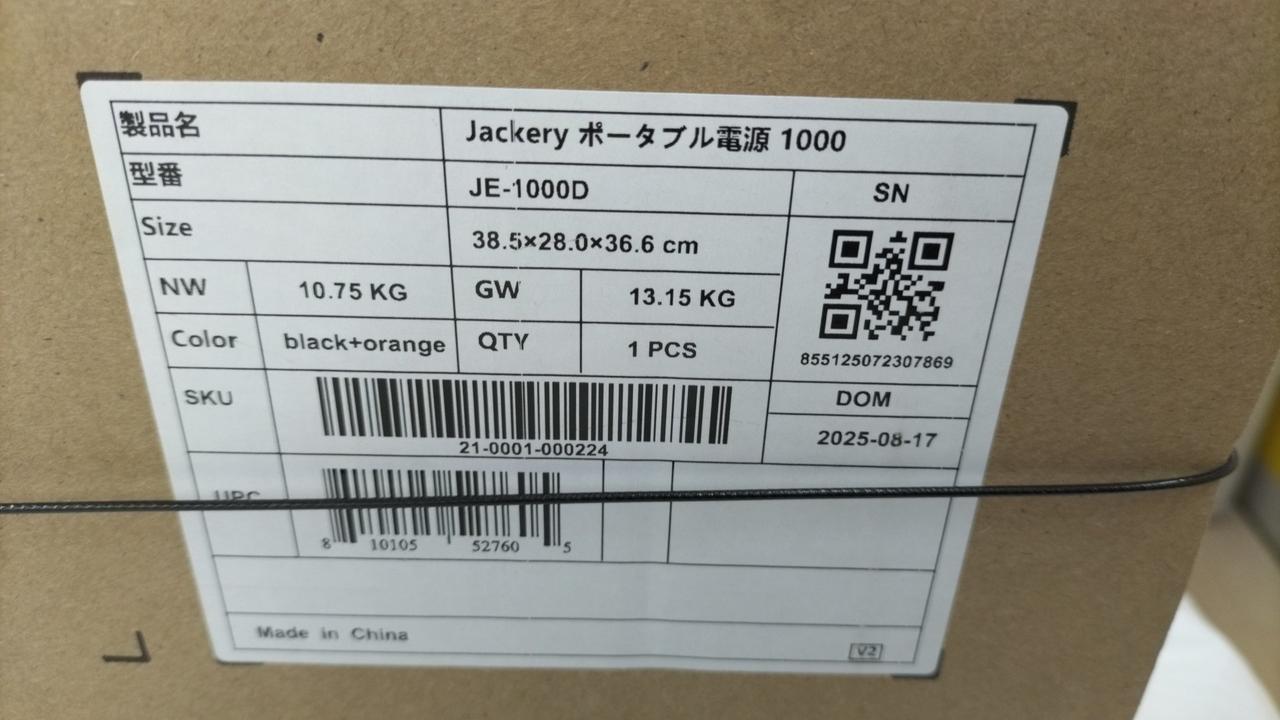 製品名 Jackery ポータブル電源 1000
型番 JE-1000D SN
Size 38.5×28.0×36.6 cm
NW 10.75 KG GW 13.15 KG
855125072307869
Color black+orange QTY 1 PCS
SKU DOM
21-0001-000224 2025-08-17
UPC
8 10105 52760 5
Made in China V2